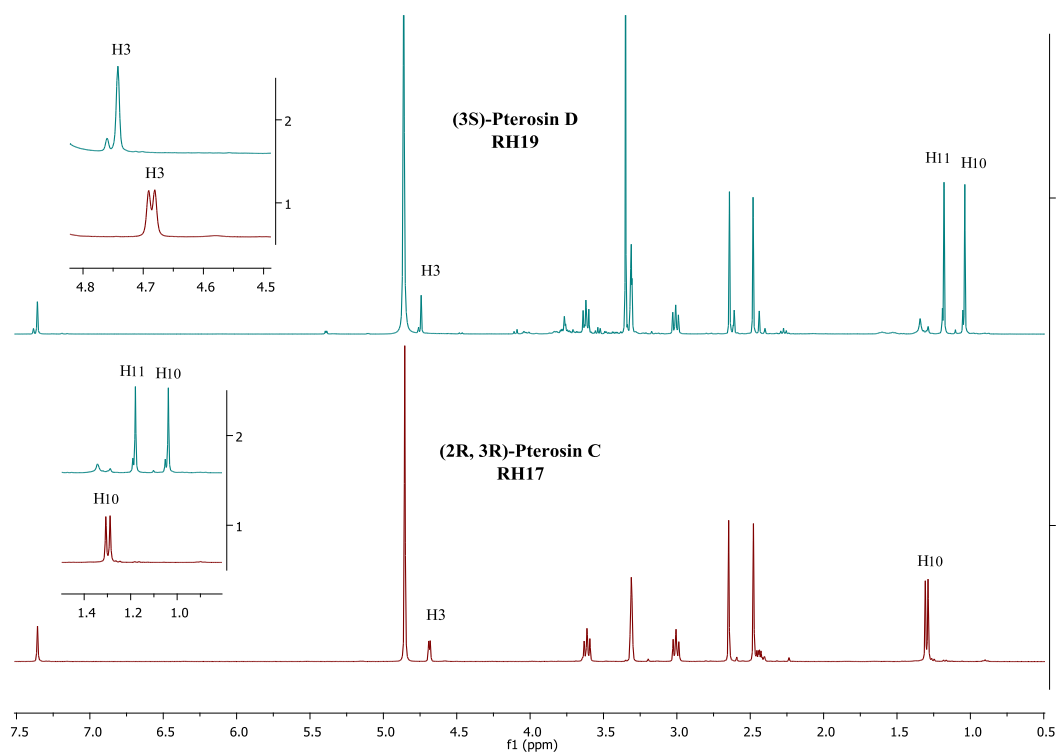 H3
2
H3
1
4.8 4.7 4.6 4.5
(3S)-Pterosin D
RH19
H11
H10
H3
H11
H10
2
H10
1
1.4 1.2 1.0
(2R, 3R)-Pterosin C
RH17
H3
H10
7.5 7.0 6.5 6.0 5.5 5.0 4.5 4.0 3.5 3.0 2.5 2.0 1.5 1.0 0.5
f1 (ppm)